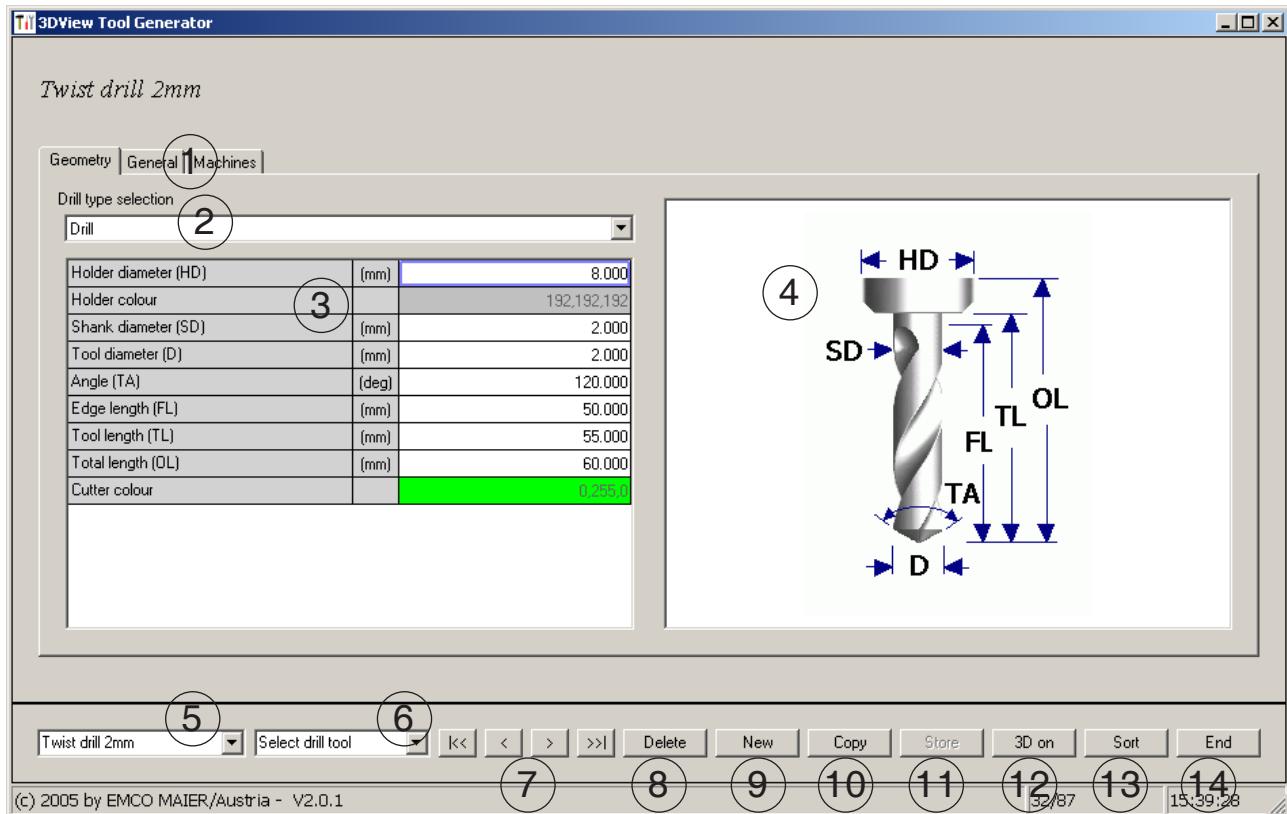 3DView Tool Generator
Twist drill 2mm
Geometry General Machines
1
Drill type selection
2
Drill
Holder diameter (HD) (mm) 8.000
Holder colour 192,192,192
3
Shank diameter (SD) (mm) 2.000
Tool diameter (D) (mm) 2.000
Angle (TA) (deg) 120.000
Edge length (FL) (mm) 50.000
Tool length (TL) (mm) 55.000
Total length (OL) (mm) 60.000
Cutter colour 0,255,0
4
HD
SD
OL
TL
FL
TA
D
5 6
Twist drill 2mm Select drill tool |<< < > >>| Delete New Copy Store 3D on Sort End
7 8 9 10 11 12 13 14
(c) 2005 by EMCO MAIER/Austria - V2.0.1 32/87 15:39:28